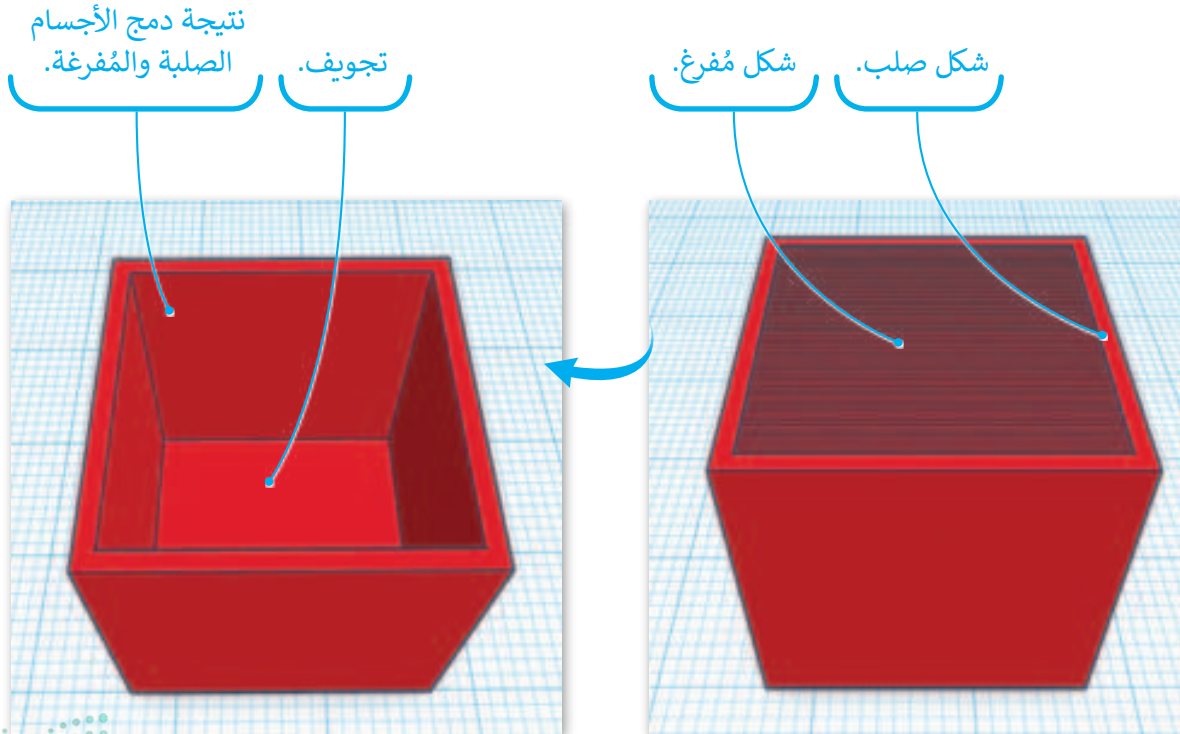 شكل صلب.
شكل مُفرغ.
تجويف.
نتيجة دمج الأجسام
الصلبة والمُفرغة.